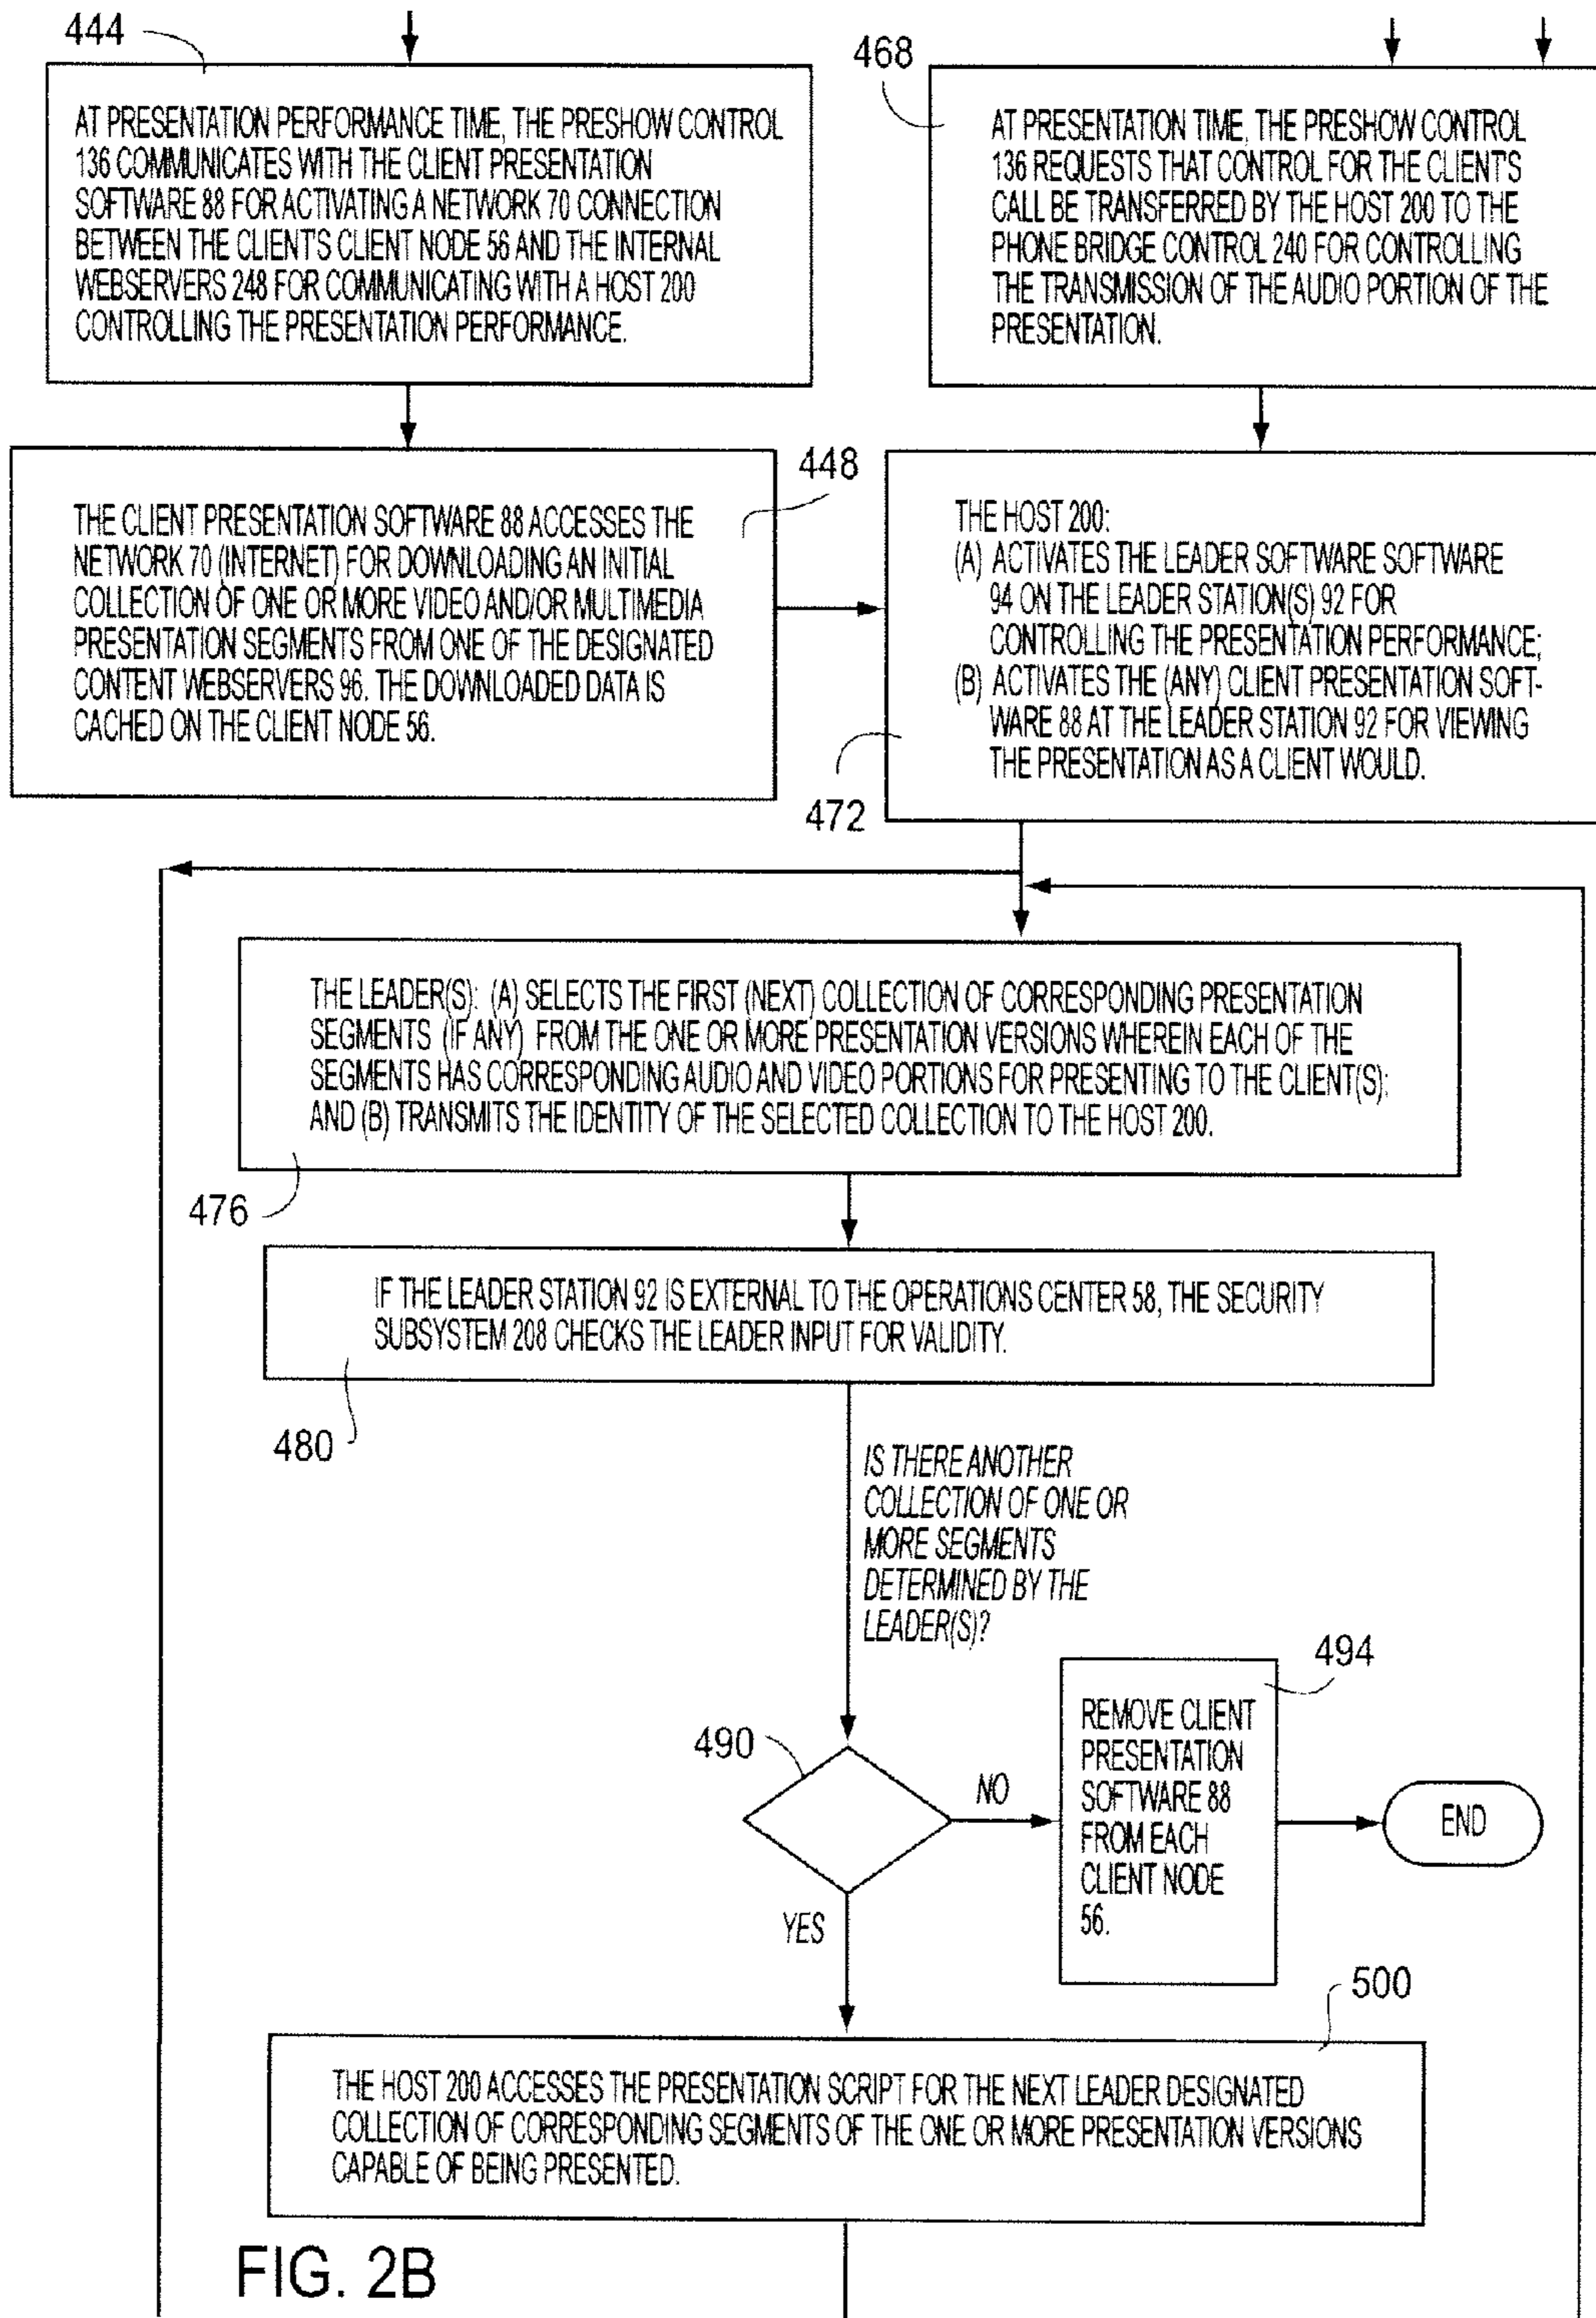 444
AT PRESENTATION PERFORMANCE TIME, THE PRESHOW CONTROL
136 COMMUNICATES WITH THE CLIENT PRESENTATION
SOFTWARE 88 FOR ACTIVATING A NETWORK 70 CONNECTION
BETWEEN THE CLIENT'S CLIENT NODE 56 AND THE INTERNAL
WEBSERVERS 248 FOR COMMUNICATING WITH A HOST 200
CONTROLLING THE PRESENTATION PERFORMANCE.
468
AT PRESENTATION TIME, THE PRESHOW CONTROL
136 REQUESTS THAT CONTROL FOR THE CLIENT'S
CALL BE TRANSFERRED BY THE HOST 200 TO THE
PHONE BRIDGE CONTROL 240 FOR CONTROLLING
THE TRANSMISSION OF THE AUDIO PORTION OF THE
PRESENTATION.
448
THE CLIENT PRESENTATION SOFTWARE 88 ACCESSES THE
NETWORK 70 (INTERNET) FOR DOWNLOADING AN INITIAL
COLLECTION OF ONE OR MORE VIDEO AND/OR MULTIMEDIA
PRESENTATION SEGMENTS FROM ONE OF THE DESIGNATED
CONTENT WEBSERVERS 96. THE DOWNLOADED DATA IS
CACHED ON THE CLIENT NODE 56.
THE HOST 200:
(A) ACTIVATES THE LEADER SOFTWARE SOFTWARE
94 ON THE LEADER STATION(S) 92 FOR
CONTROLLING THE PRESENTATION PERFORMANCE;
(B) ACTIVATES THE (ANY) CLIENT PRESENTATION SOFT-
WARE 88 AT THE LEADER STATION 92 FOR VIEWING
THE PRESENTATION AS A CLIENT WOULD.
472
THE LEADER(S): (A) SELECTS THE FIRST (NEXT) COLLECTION OF CORRESPONDING PRESENTATION
SEGMENTS (IF ANY) FROM THE ONE OR MORE PRESENTATION VERSIONS WHEREIN EACH OF THE
SEGMENTS HAS CORRESPONDING AUDIO AND VIDEO PORTIONS FOR PRESENTING TO THE CLIENT(S);
AND (B) TRANSMITS THE IDENTITY OF THE SELECTED COLLECTION TO THE HOST 200.
476
IF THE LEADER STATION 92 IS EXTERNAL TO THE OPERATIONS CENTER 58, THE SECURITY
SUBSYSTEM 208 CHECKS THE LEADER INPUT FOR VALIDITY.
480
IS THERE ANOTHER
COLLECTION OF ONE OR
MORE SEGMENTS
DETERMINED BY THE
LEADER(S)?
490
NO
YES
494
REMOVE CLIENT
PRESENTATION
SOFTWARE 88
FROM EACH
CLIENT NODE
56.
END
500
THE HOST 200 ACCESSES THE PRESENTATION SCRIPT FOR THE NEXT LEADER DESIGNATED
COLLECTION OF CORRESPONDING SEGMENTS OF THE ONE OR MORE PRESENTATION VERSIONS
CAPABLE OF BEING PRESENTED.
FIG. 2B